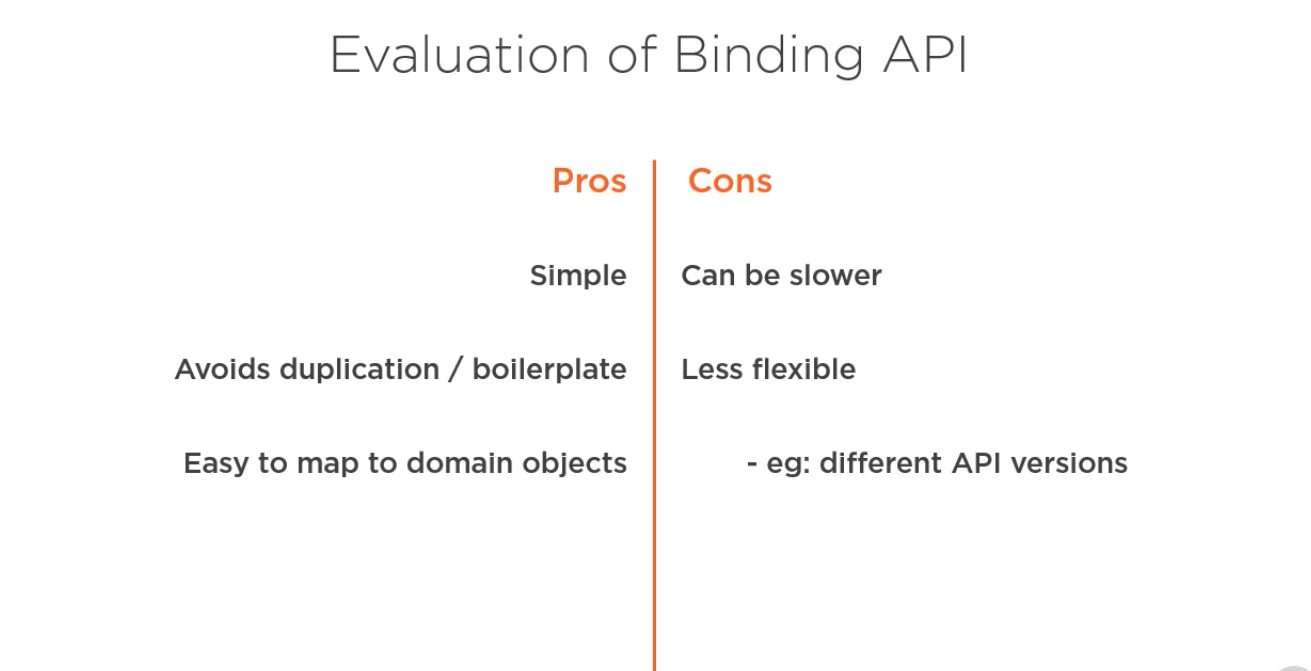 Evaluation of Binding API
Pros
Cons
Simple
Can be slower
Avoids duplication / boilerplate
Less flexible
Easy to map to domain objects
- eg: different API versions